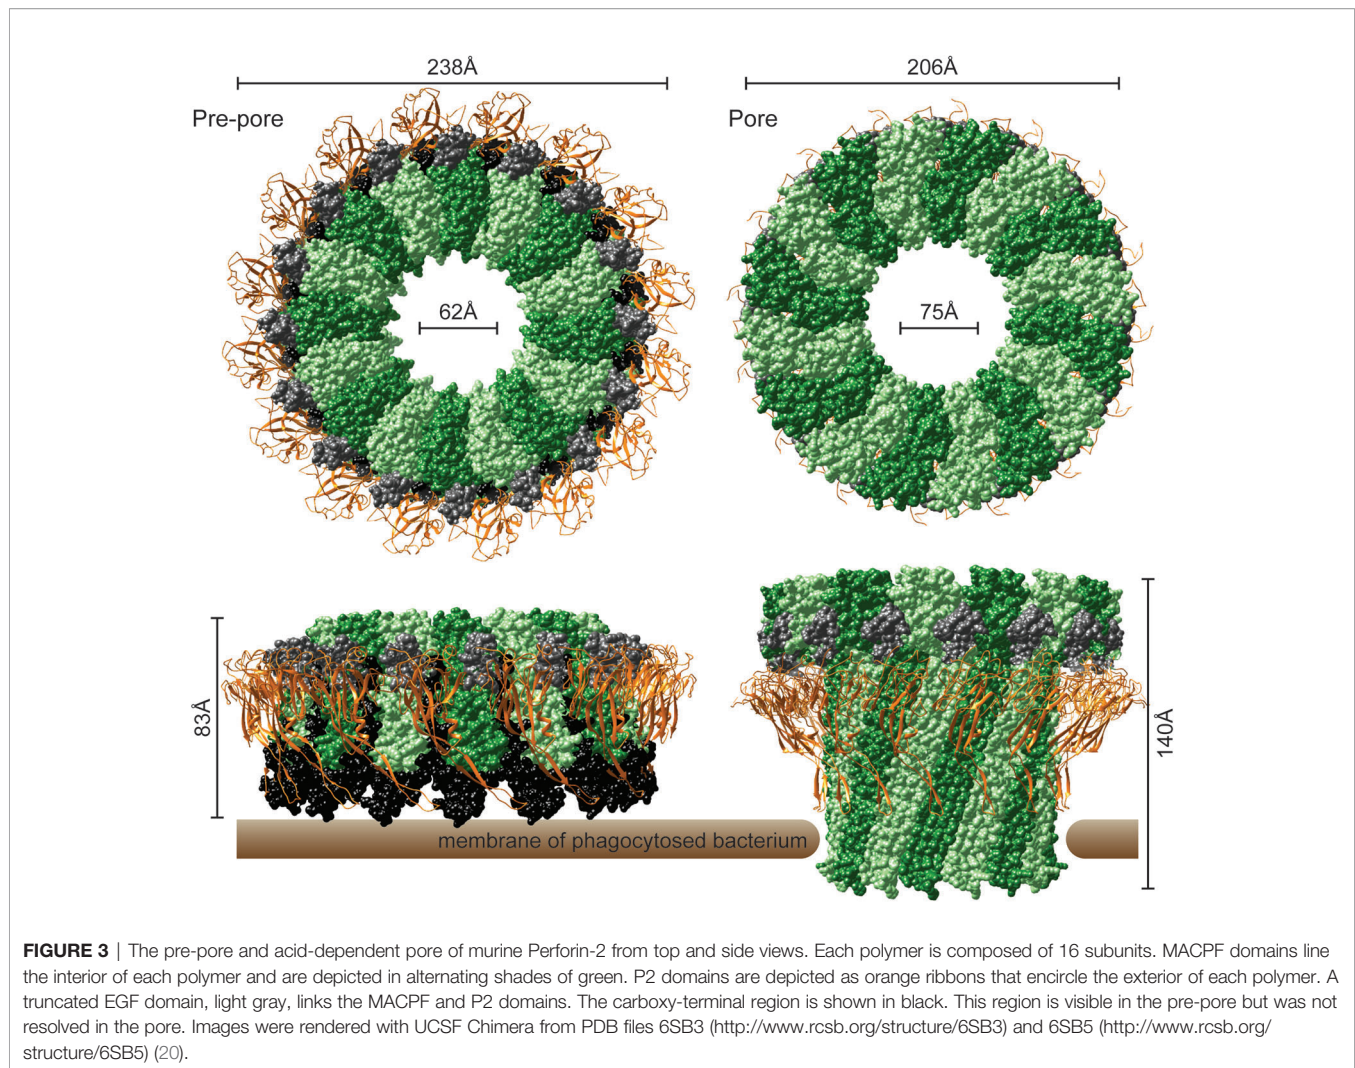 238Å
206Å
Pre-pore
Pore
62Å
75Å
83Å
140Å
membrane of phagocytosed bacterium
FIGURE 3 | The pre-pore and acid-dependent pore of murine Perforin-2 from top and side views. Each polymer is composed of 16 subunits. MACPF domains line
the interior of each polymer and are depicted in alternating shades of green. P2 domains are depicted as orange ribbons that encircle the exterior of each polymer. A
truncated EGF domain, light gray, links the MACPF and P2 domains. The carboxy-terminal region is shown in black. This region is visible in the pre-pore but was not
resolved in the pore. Images were rendered with UCSF Chimera from PDB files 6SB3 (http://www.rcsb.org/structure/6SB3) and 6SB5 (http://www.rcsb.org/
structure/6SB5) (20).